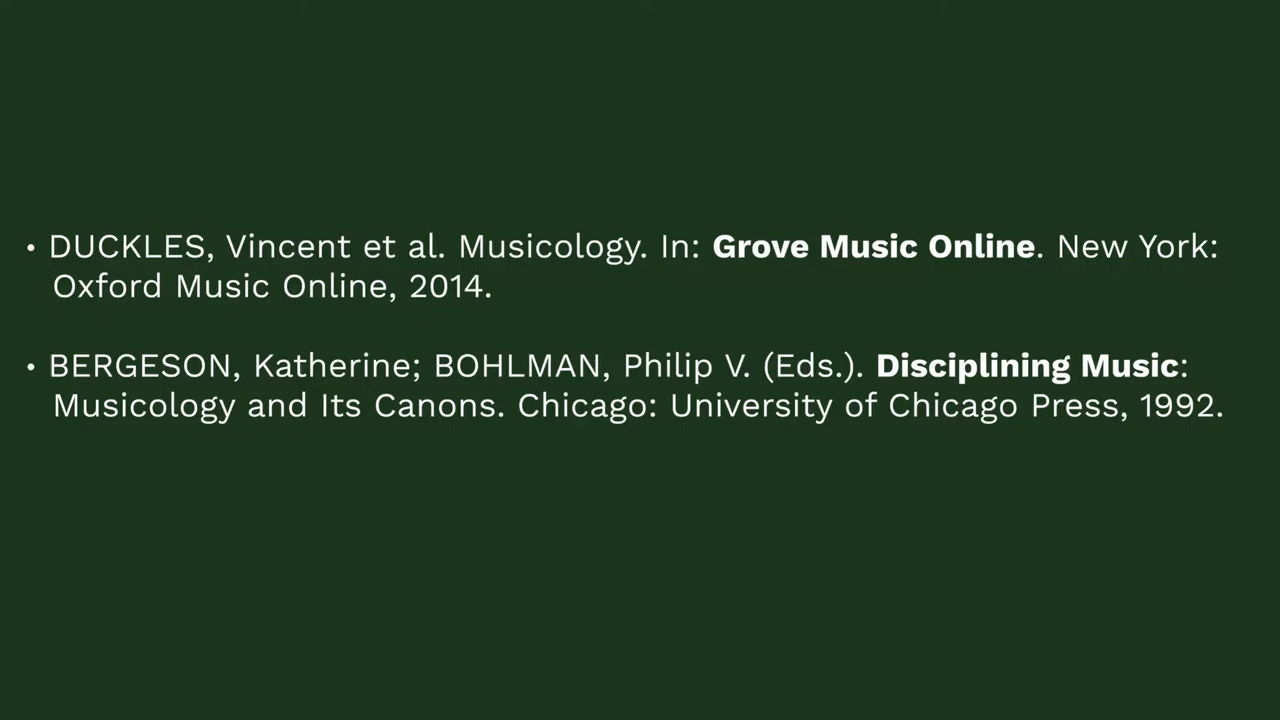 • DUCKLES, Vincent et al. Musicology. In: Grove Music Online. New York:
Oxford Music Online, 2014.
• BERGESON, Katherine; BOHLMAN, Philip V. (Eds.). Disciplining Music:
Musicology and Its Canons. Chicago: University of Chicago Press, 1992.